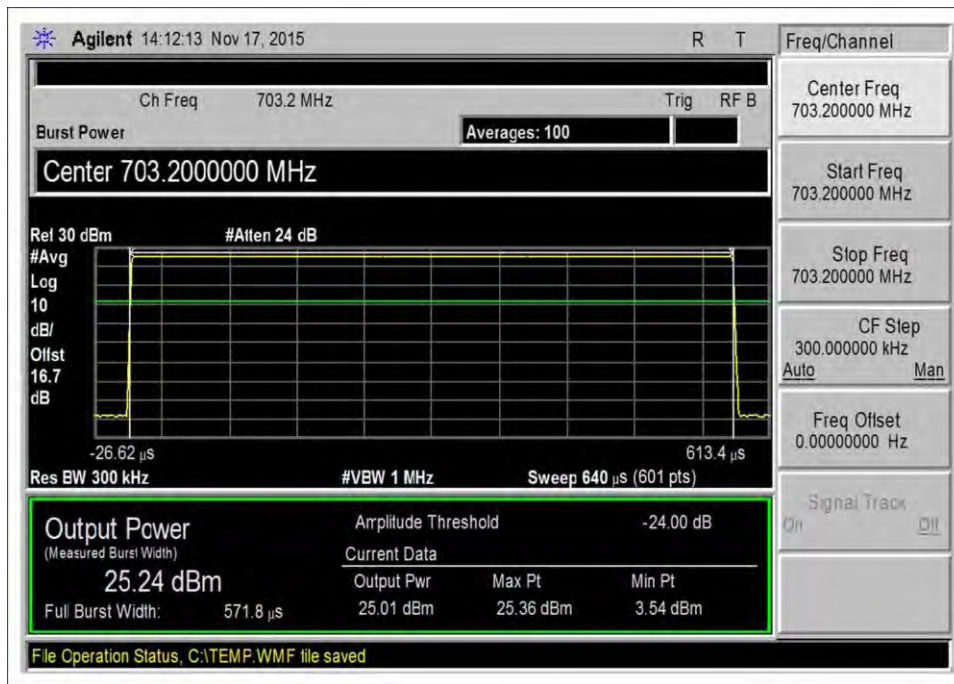 Agilent 14:12:13 Nov 17, 2015 R T
Freq/Channel
Ch Freq 703.2 MHz Trig RF B
Burst Power Averages: 100
Center 703.2000000 MHz
Ref 30 dBm #Atten 24 dB
#Avg
Log
10
dB/
Offst
16.7
dB
-26.62 µs 613.4 µs
Res BW 300 kHz #VBW 1 MHz Sweep 640 µs (601 pts)
Output Power
(Measured Burst Width)
25.24 dBm
Full Burst Width: 571.8 µs
Amplitude Threshold -24.00 dB
Current Data
Output Pwr Max Pt Min Pt
25.01 dBm 25.36 dBm 3.54 dBm
File Operation Status, C:\TEMP.WMF file saved
Center Freq
703.200000 MHz
Start Freq
703.200000 MHz
Stop Freq
703.200000 MHz
CF Step
300.000000 kHz
Auto Man
Freq Offset
0.00000000 Hz
Signal Track
On Off